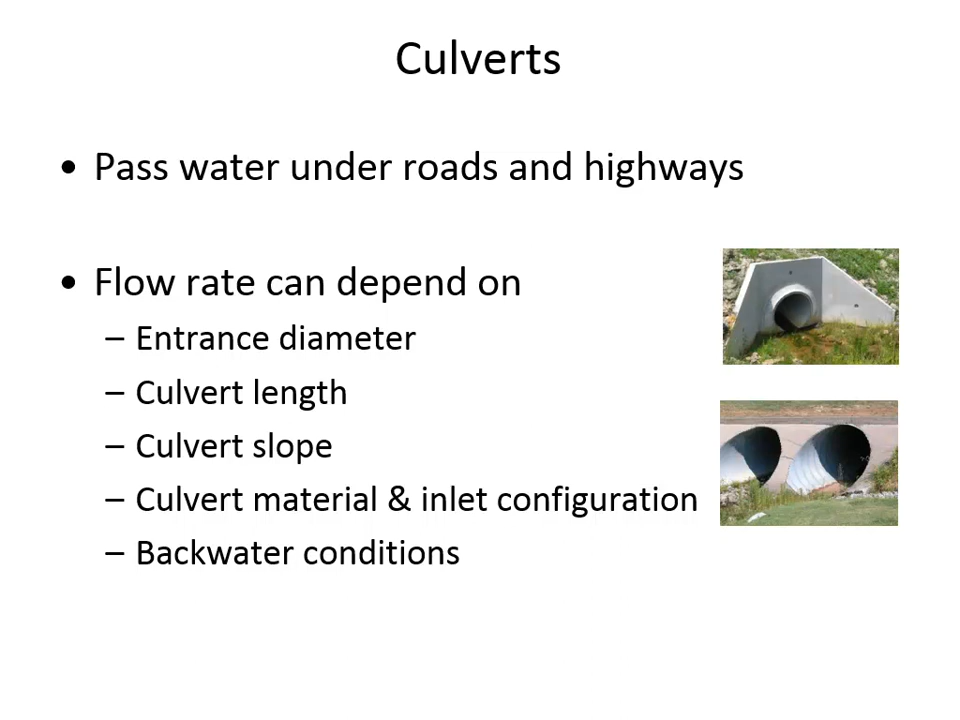 Culverts
• Pass water under roads and highways
• Flow rate can depend on
– Entrance diameter
– Culvert length
– Culvert slope
– Culvert material & inlet configuration
– Backwater conditions